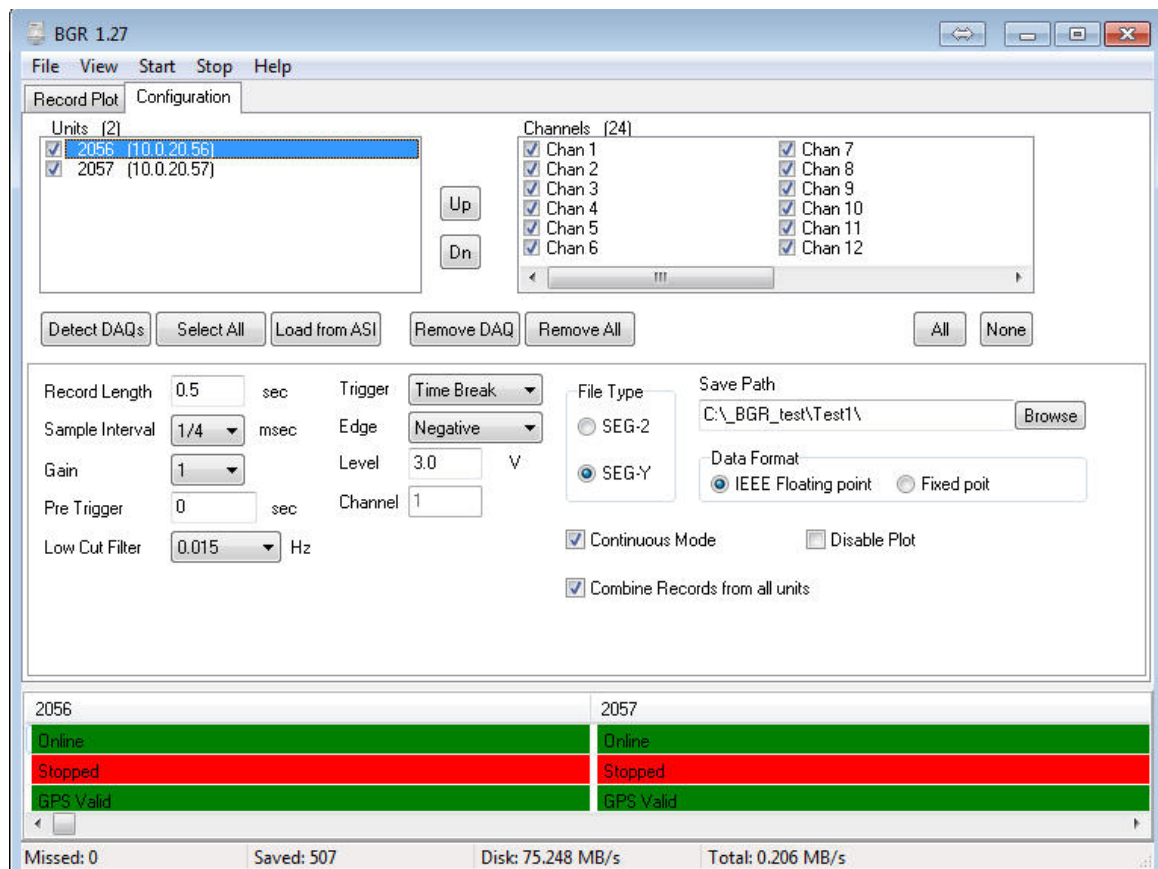 BGR 1.27
File View Start Stop Help
Record Plot Configuration
Units (2) Channels (24)
2056 (10.0.20.56) Chan 1 Chan 7
2057 (10.0.20.57) Chan 2 Chan 8
Chan 3 Chan 9
Up Chan 4 Chan 10
Chan 5 Chan 11
Dn Chan 6 Chan 12
Detect DAQs Select All Load from ASI Remove DAQ Remove All All None
Record Length 0.5 sec Trigger Time Break File Type Save Path
C:\_BGR_test\Test1\ Browse
Sample Interval 1/4 msec Edge Negative SEG-2
Gain 1 Level 3.0 V SEG-Y Data Format
IEEE Floating point Fixed poit
Pre Trigger 0 sec Channel 1
Low Cut Filter 0.015 Hz Continuous Mode Disable Plot
Combine Records from all units
2056 2057
Online Online
Stopped Stopped
GPS Valid GPS Valid
Missed: 0 Saved: 507 Disk: 75.248 MB/s Total: 0.206 MB/s